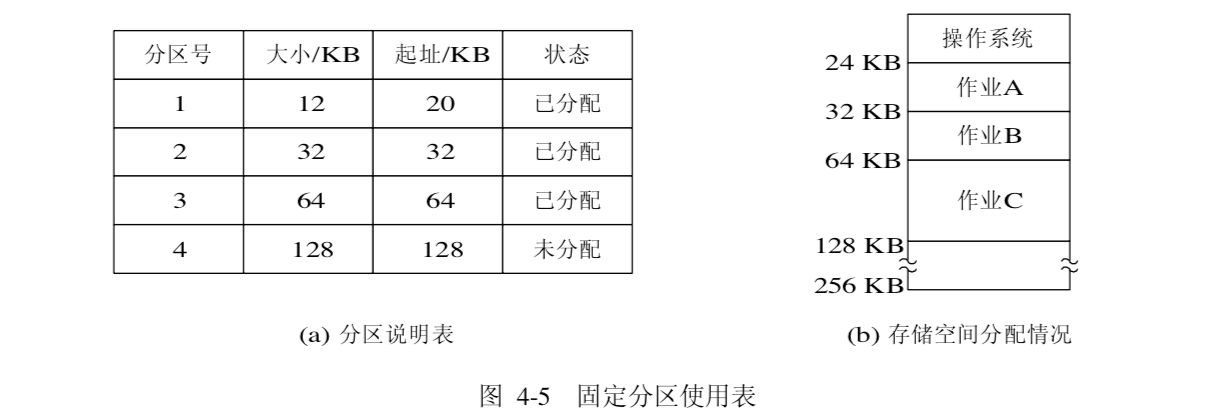 分区号 大小/KB 起址/KB 状态
1 12 20 已分配
2 32 32 已分配
3 64 64 已分配
4 128 128 未分配
(a) 分区说明表
操作系统
24 KB
作业A
32 KB
作业B
64 KB
作业C
128 KB
256 KB
(b) 存储空间分配情况
图 4-5 固定分区使用表